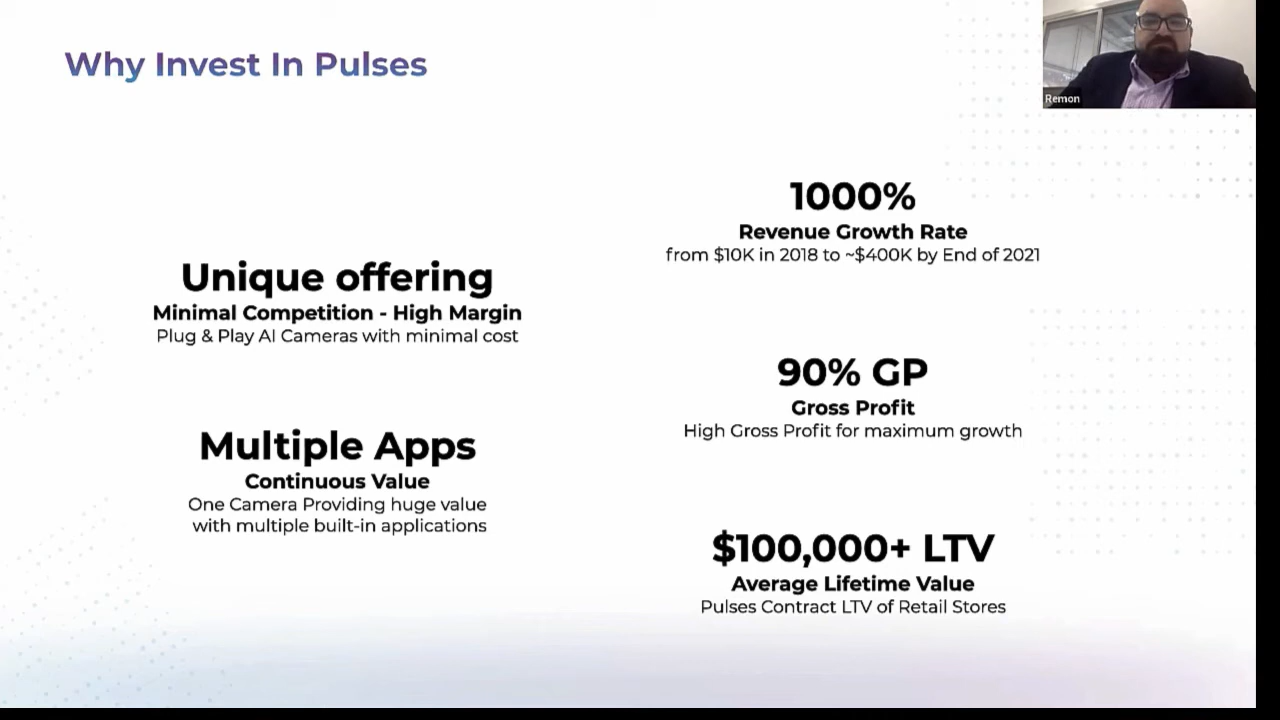 Why Invest In Pulses
Remon
Unique offering
Minimal Competition - High Margin
Plug & Play AI Cameras with minimal cost
Multiple Apps
Continuous Value
One Camera Providing huge value
with multiple built-in applications
1000%
Revenue Growth Rate
from $10K in 2018 to ~$400K by End of 2021
90% GP
Gross Profit
High Gross Profit for maximum growth
$100,000+ LTV
Average Lifetime Value
Pulses Contract LTV of Retail Stores